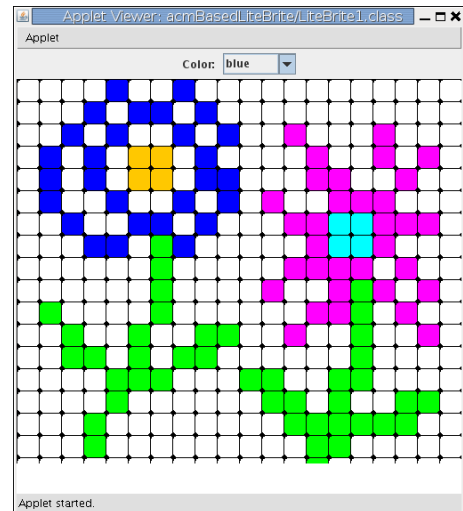 Applet Viewer: acmBasedLiteBrite/LiteBrite1.class
Applet
Color: blue
Applet started.